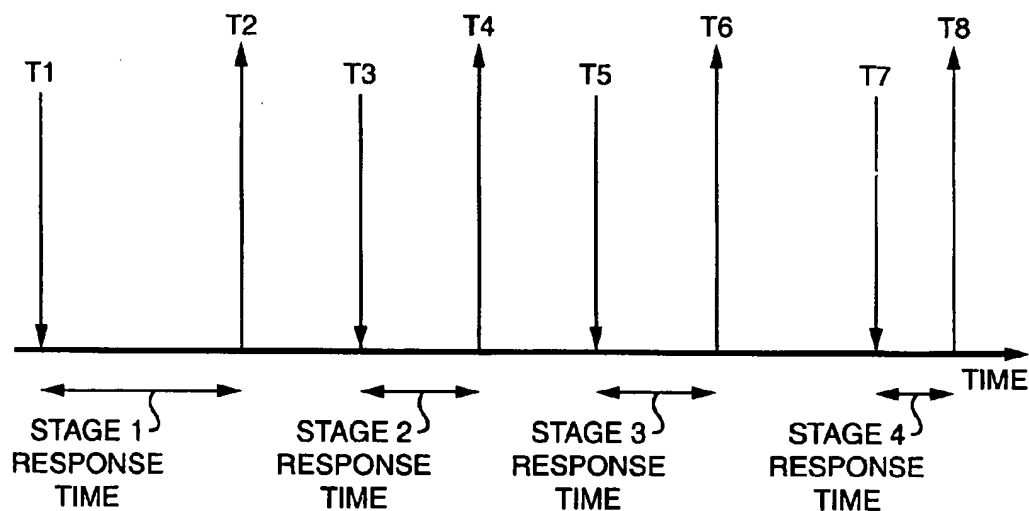 T1
T2
T3
T4
T5
T6
T7
T8
TIME
STAGE 1
RESPONSE
TIME
STAGE 2
RESPONSE
TIME
STAGE 3
RESPONSE
TIME
STAGE 4
RESPONSE
TIME